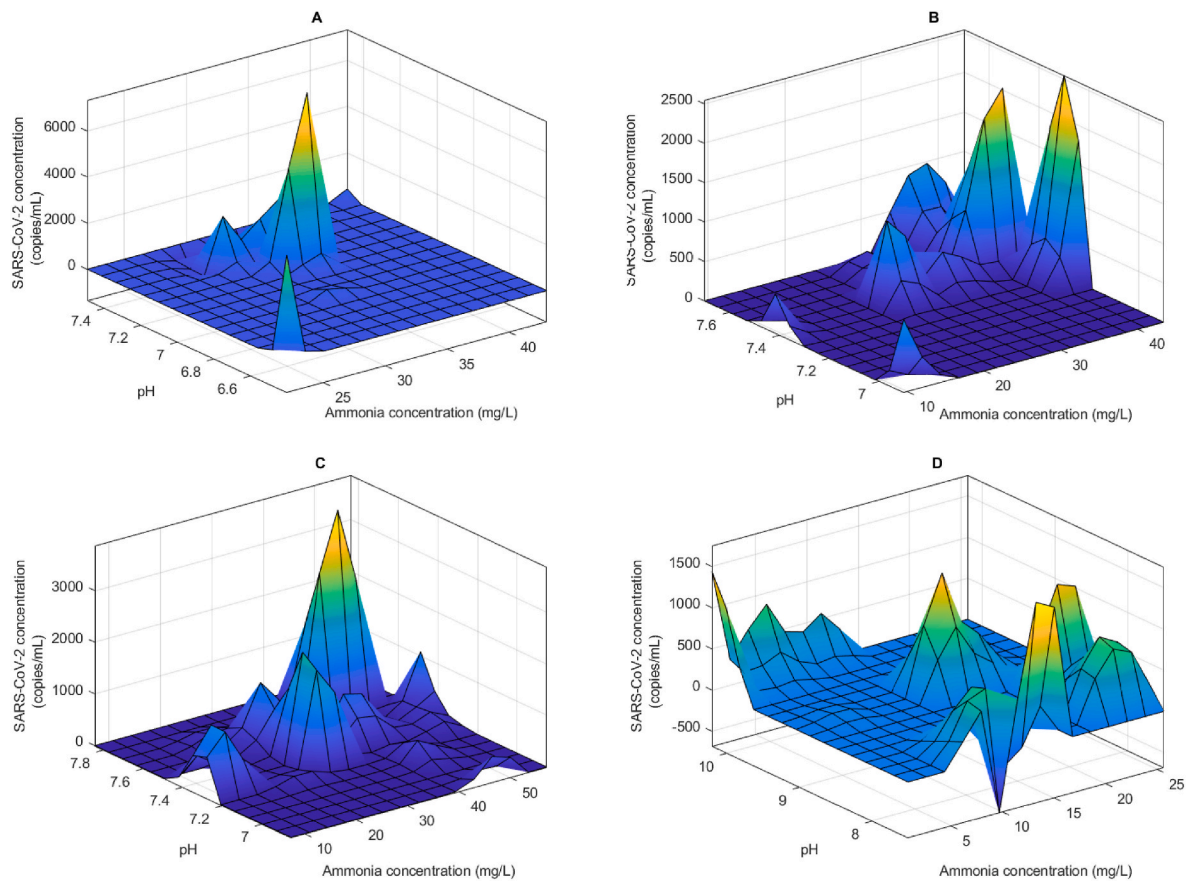 A
SARS-CoV-2 concentration
(copies/mL)
6000
4000
2000
0
7.4
7.2
7
6.8
6.6
pH
25
30
35
40
Ammonia concentration (mg/L)
B
SARS-CoV-2 concentration
(copies/mL)
2500
2000
1500
1000
500
0
7.6
7.4
7.2
7
pH
10
20
30
40
Ammonia concentration (mg/L)
C
SARS-CoV-2 concentration
(copies/mL)
3000
2000
1000
0
7.8
7.6
7.4
7.2
7
pH
10
20
30
40
50
Ammonia concentration (mg/L)
D
SARS-CoV-2 concentration
(copies/mL)
1500
1000
500
0
-500
10
9
8
pH
5
10
15
20
25
Ammonia concentration (mg/L)